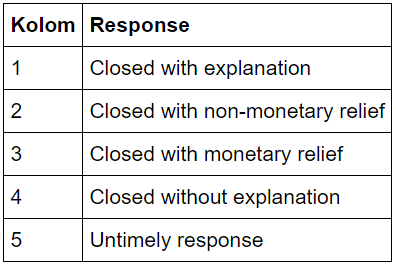 Kolom Response
1 Closed with explanation
2 Closed with non-monetary relief
3 Closed with monetary relief
4 Closed without explanation
5 Untimely response